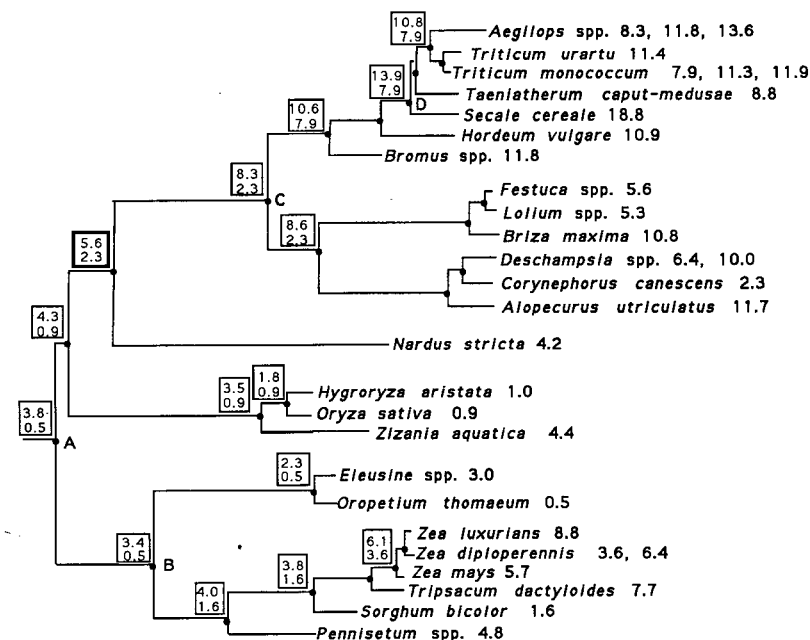 10.8
7.9
Aegilops spp. 8.3, 11.8, 13.6
Triticum urartu 11.4
Triticum monococcum 7.9, 11.3, 11.9
13.9
7.9
D
Taeniatherum caput-medusae 8.8
Secale cereale 18.8
10.6
7.9
Hordeum vulgare 10.9
Bromus spp. 11.8
8.3
2.3
C
Festuca spp. 5.6
Lolium spp. 5.3
8.6
2.3
Briza maxima 10.8
5.6
2.3
Deschampsia spp. 6.4, 10.0
Corynephorus canescens 2.3
Alopecurus utriculatus 11.7
4.3
0.9
Nardus stricta 4.2
3.5
0.9
1.8
0.9
Hygroryza aristata 1.0
Oryza sativa 0.9
Zizania aquatica 4.4
3.8
0.5
A
2.3
0.5
Eleusine spp. 3.0
Oropetium thomaeum 0.5
3.4
0.5
B
6.1
3.6
Zea luxurians 8.8
Zea diploperennis 3.6, 6.4
Zea mays 5.7
3.8
1.6
Tripsacum dactyloides 7.7
4.0
1.6
Sorghum bicolor 1.6
Pennisetum spp. 4.8